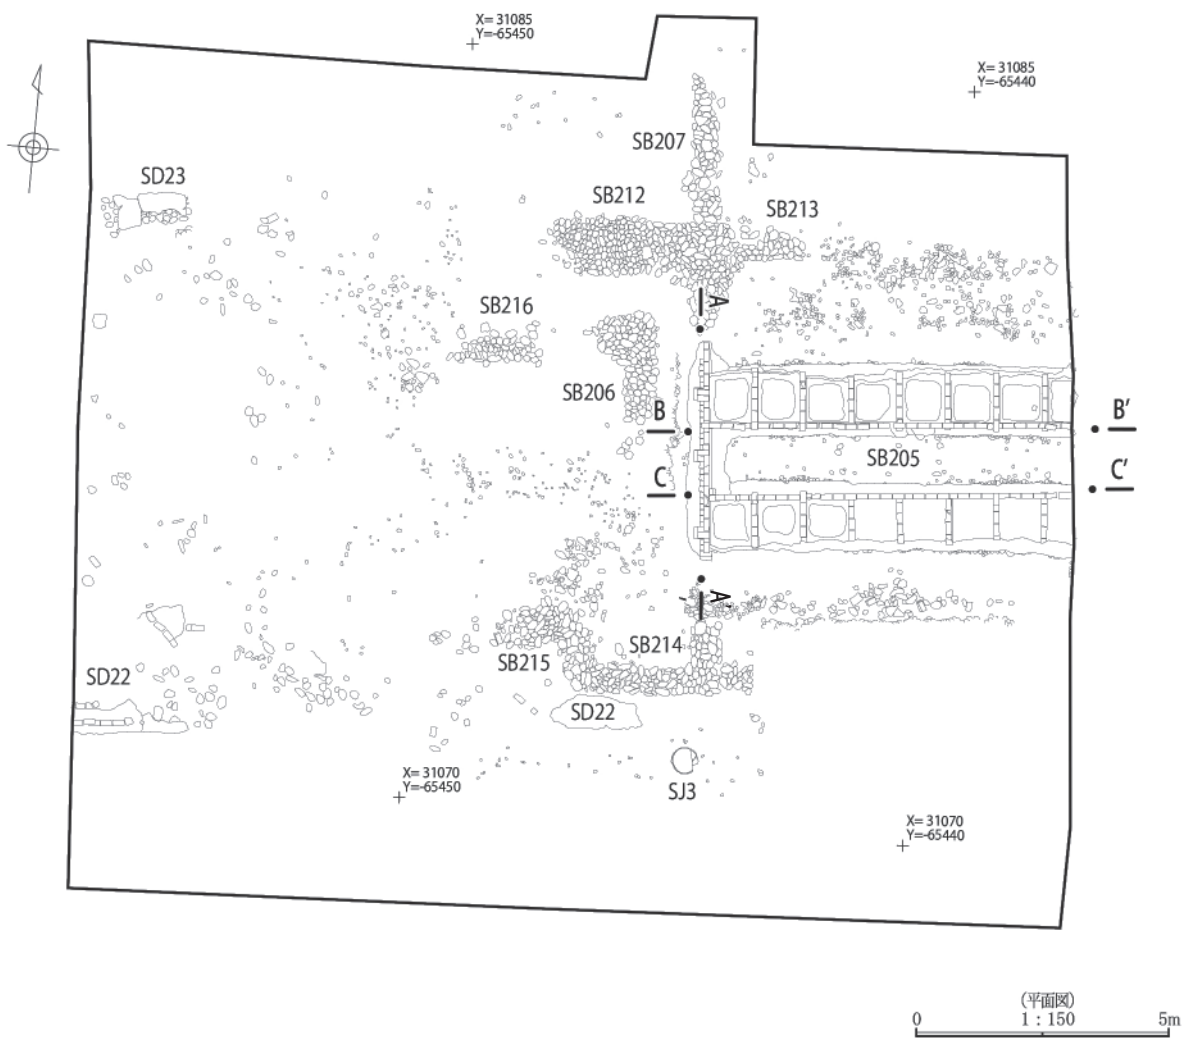 X= 31085
Y=-65450
X= 31085
Y=-65440
SB207
SD23
SB212
SB213
A
SB216
SB206
B
B′
SB205
C
C′
A′
SB214
SB215
SD22
SD22
SJ3
X= 31070
Y=-65450
X= 31070
Y=-65440
(平面図)
0 1:150 5m